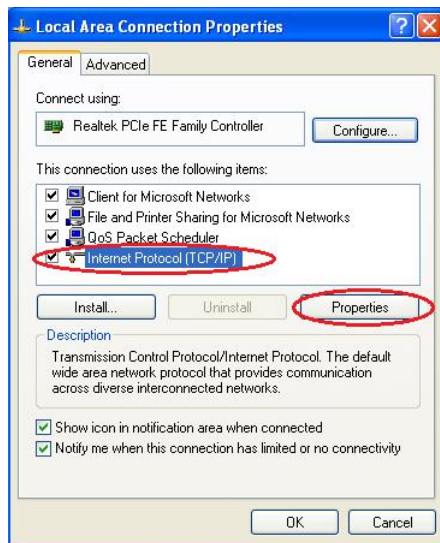 Local Area Connection Properties
General
Advanced
Connect using:
Realtek PCIe FE Family Controller
Configure...
This connection uses the following items:
Client for Microsoft Networks
File and Printer Sharing for Microsoft Networks
QoS Packet Scheduler
Internet Protocol (TCP/IP)
Install...
Uninstall
Properties
Description
Transmission Control Protocol/Internet Protocol. The default
wide area network protocol that provides communication
across diverse interconnected networks.
Show icon in notification area when connected
Notify me when this connection has limited or no connectivity
OK
Cancel